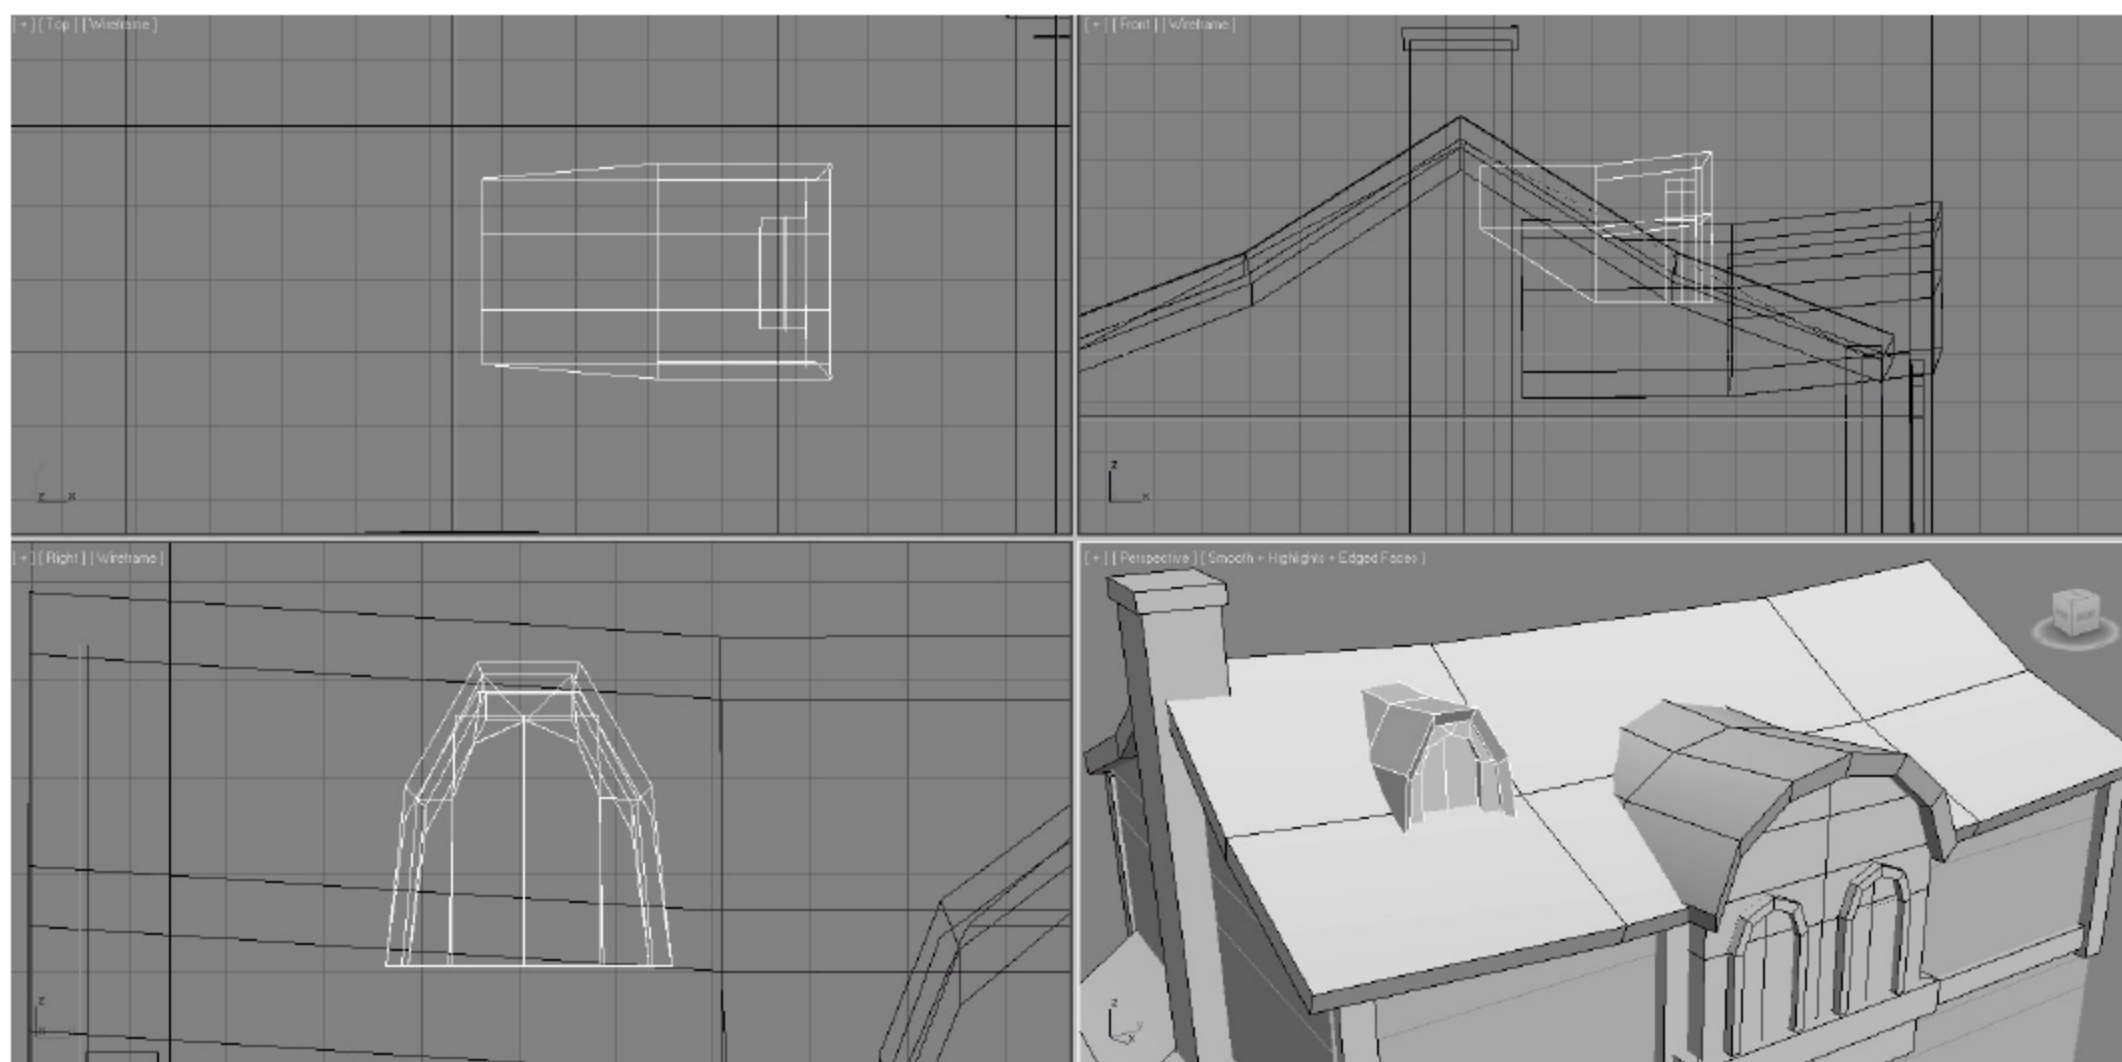 [ + ] [ Top ] [ Wireframe ]
[ + ] [ Front ] [ Wireframe ]
z x
z x
[ + ] [ Right ] [ Wireframe ]
[ + ] [ Perspective ] [ Smooth + Highlights + Edged Faces ]
z
z y x